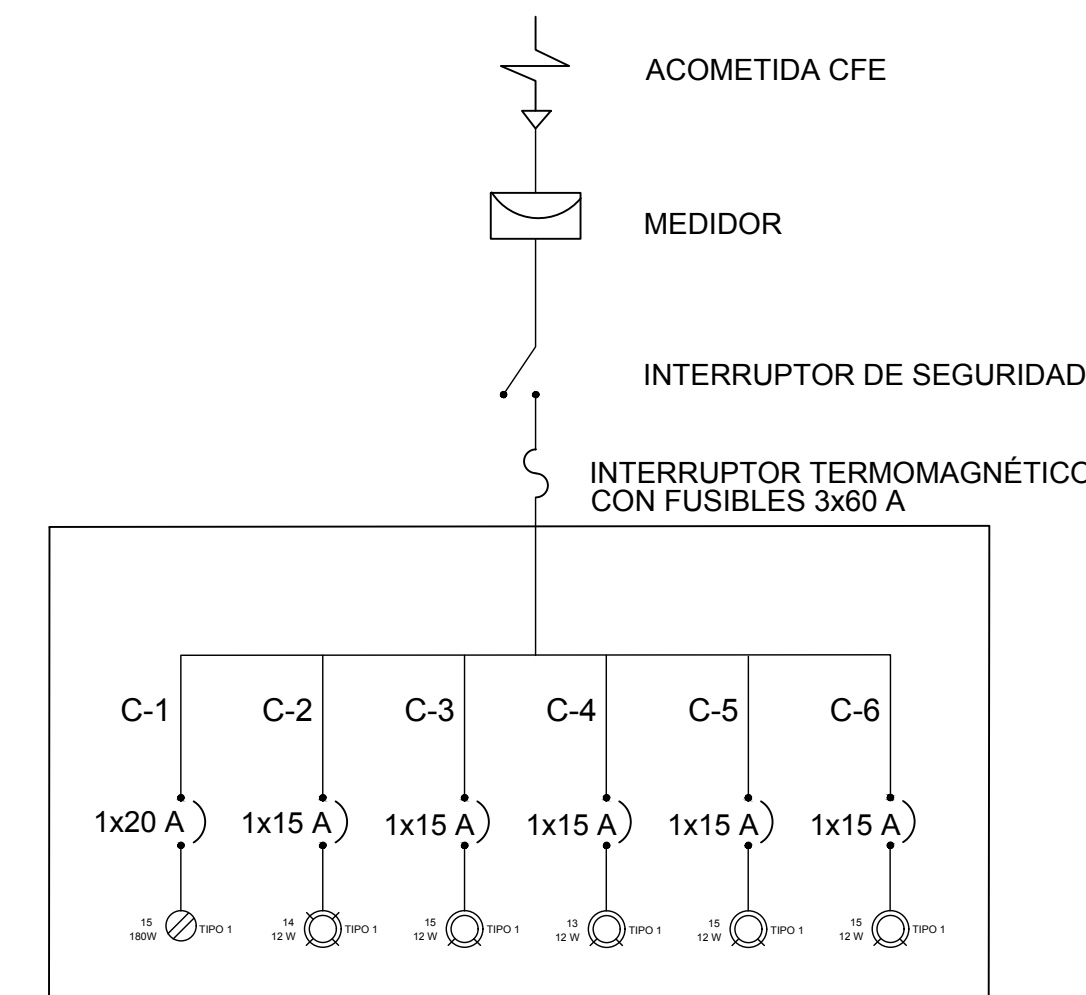 ACOMETIDA CFE
MEDIDOR
INTERRUPTOR DE SEGURIDAD
INTERRUPTOR TERMOMAGNÉTICO
CON FUSIBLES 3x60 A
C-1 C-2 C-3 C-4 C-5 C-6
1x20 A 1x15 A 1x15 A 1x15 A 1x15 A 1x15 A
15 14 15 13 15 15
180W TIPO 1 12 W TIPO 1 12 W TIPO 1 12 W TIPO 1 12 W TIPO 1 12 W TIPO 1